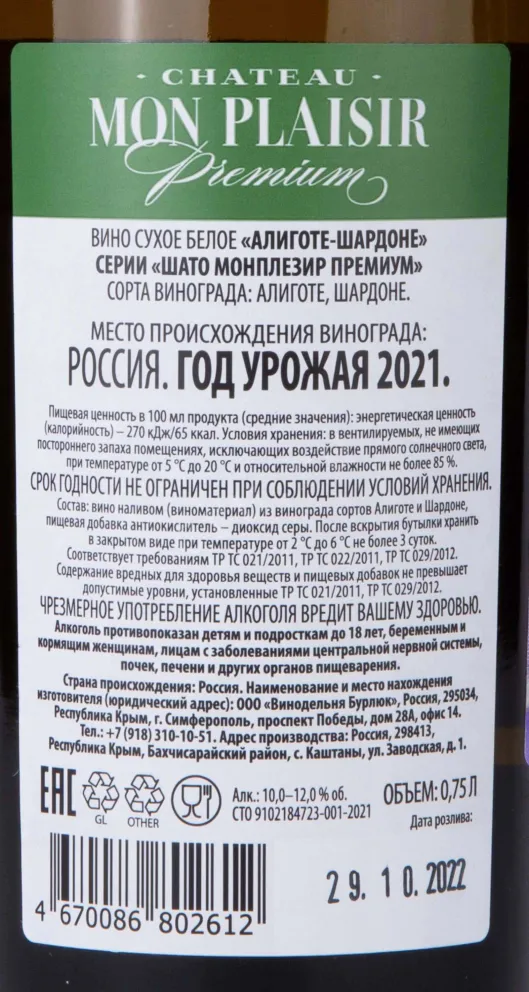 · CHATEAU ·
MON PLAISIR
Premium
ВИНО СУХОЕ БЕЛОЕ «АЛИГОТЕ-ШАРДОНЕ»
СЕРИИ «ШАТО МОНПЛЕЗИР ПРЕМИУМ»
СОРТА ВИНОГРАДА: АЛИГОТЕ, ШАРДОНЕ.
МЕСТО ПРОИСХОЖДЕНИЯ ВИНОГРАДА:
РОССИЯ. ГОД УРОЖАЯ 2021.
Пищевая ценность в 100 мл продукта (средние значения): энергетическая ценность
(калорийность) – 270 кДж/65 ккал. Условия хранения: в вентилируемых, не имеющих
постороннего запаха помещениях, исключающих воздействие прямого солнечного света,
при температуре от 5 °С до 20 °С и относительной влажности не более 85 %.
СРОК ГОДНОСТИ НЕ ОГРАНИЧЕН ПРИ СОБЛЮДЕНИИ УСЛОВИЙ ХРАНЕНИЯ.
Состав: вино наливом (виноматериал) из винограда сортов Алиготе и Шардоне,
пищевая добавка антиокислитель – диоксид серы. После вскрытия бутылки хранить
в закрытом виде при температуре от 2 °С до 6 °С не более 3 суток.
Соответствует требованиям ТР ТС 021/2011, ТР ТС 022/2011, ТР ТС 029/2012.
Содержание вредных для здоровья веществ и пищевых добавок не превышает
допустимые уровни, установленные ТР ТС 021/2011, ТР ТС 029/2012.
ЧРЕЗМЕРНОЕ УПОТРЕБЛЕНИЕ АЛКОГОЛЯ ВРЕДИТ ВАШЕМУ ЗДОРОВЬЮ.
Алкоголь противопоказан детям и подросткам до 18 лет, беременным и
кормящим женщинам, лицам с заболеваниями центральной нервной системы,
почек, печени и других органов пищеварения.
Страна происхождения: Россия. Наименование и место нахождения
изготовителя (юридический адрес): ООО «Винодельня Бурлюк», Россия, 295034,
Республика Крым, г. Симферополь, проспект Победы, дом 28А, офис 14.
Тел.: +7 (918) 310-10-51. Адрес производства: Россия, 298413,
Республика Крым, Бахчисарайский район, с. Каштаны, ул. Заводская, д. 1.
ЕАС
GL
OTHER
Алк.: 10,0–12,0 % об.
СТО 9102184723-001-2021
ОБЪЕМ: 0,75 Л
Дата розлива:
29.10.2022
4 670086 802612